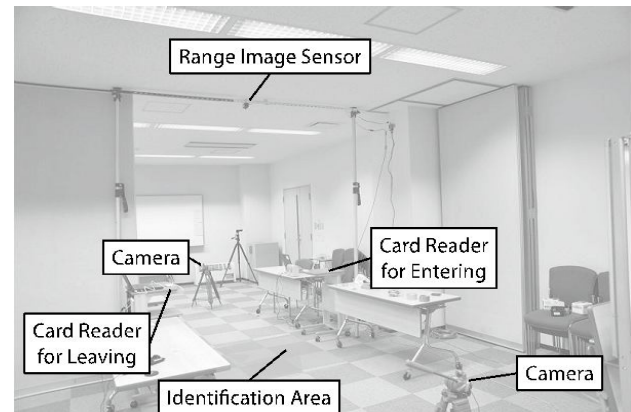 Range Image Sensor
Camera
Card Reader
for Entering
Card Reader
for Leaving
Camera
Identification Area